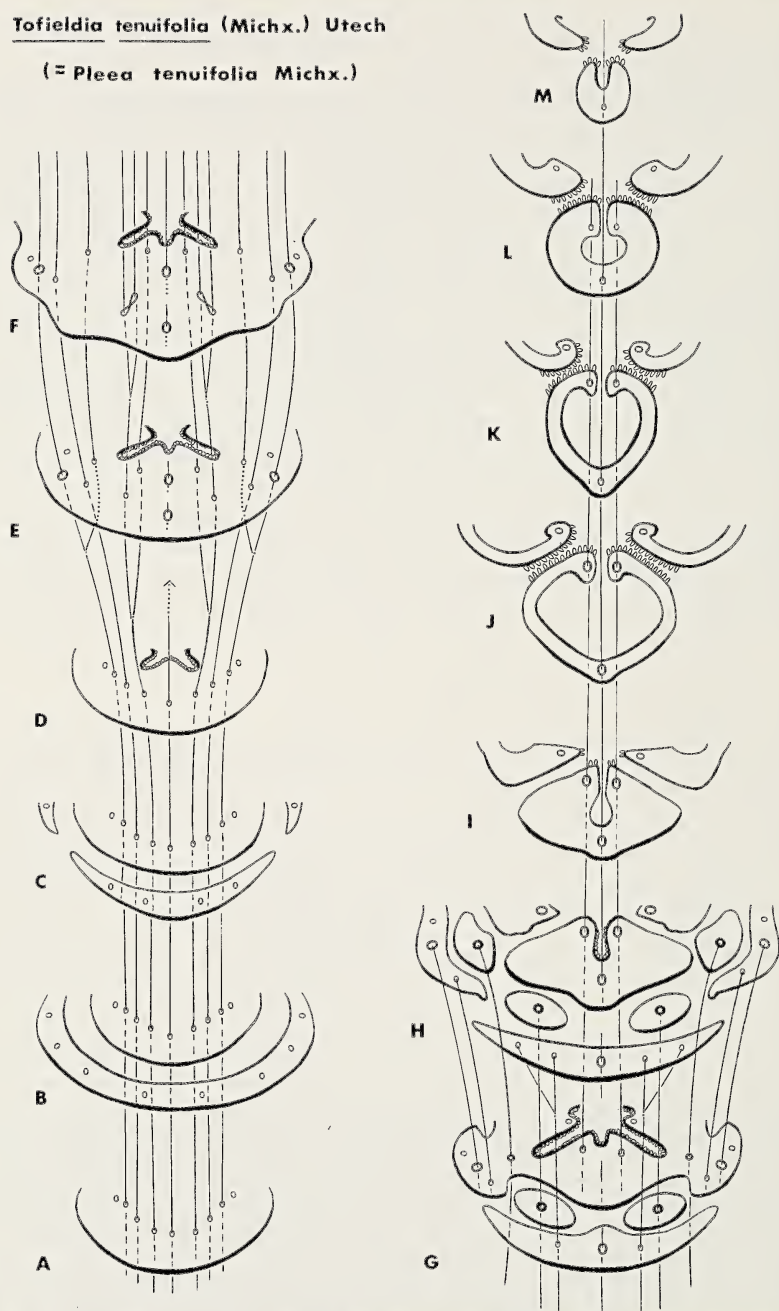 Tofieldia tenuifolia (Michx.) Utech
(= Pleea tenuifolia Michx.)
F
E
D
C
B
A
M
L
K
J
I
H
G